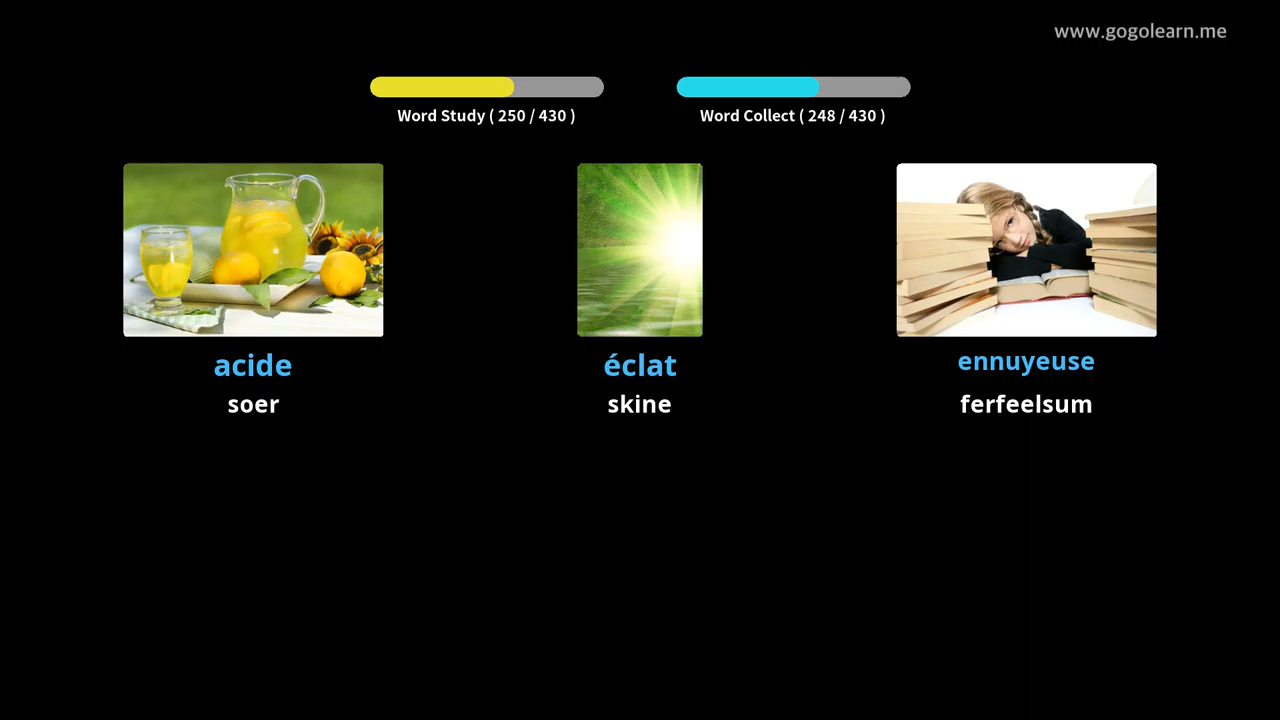 www.gogolearn.me
Word Study ( 250 / 430 )
Word Collect ( 248 / 430 )
acide
éclat
ennuyeuse
soer
skine
ferfeelsum